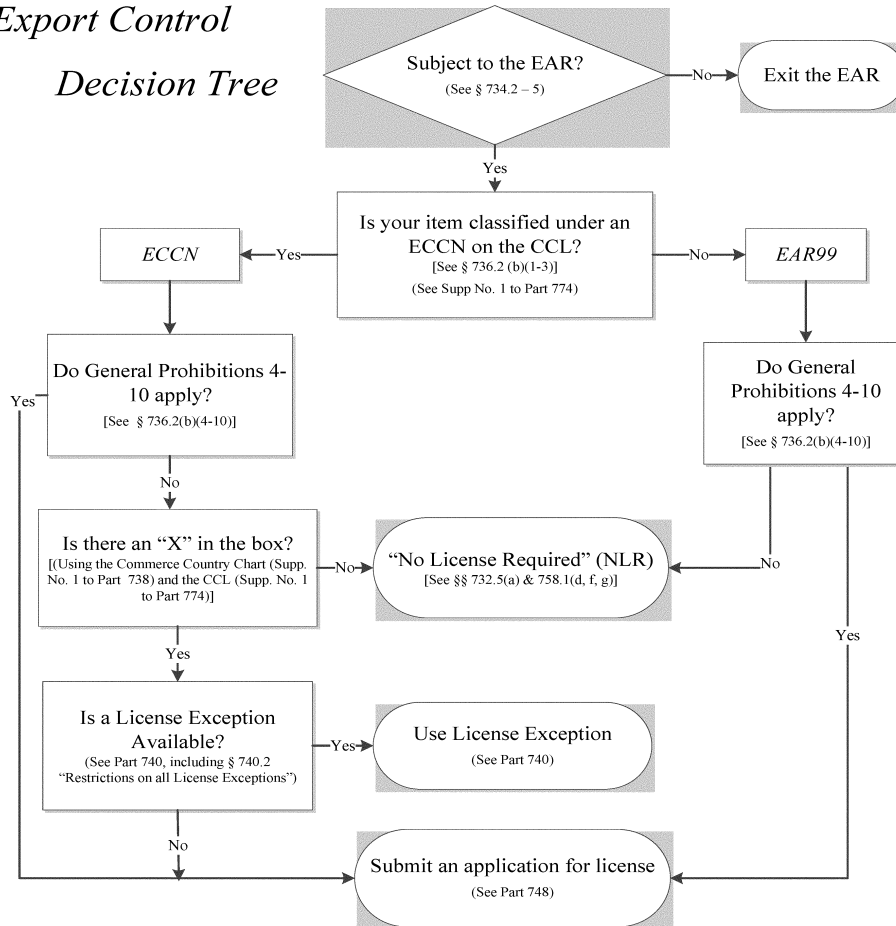 Export Control
Decision Tree
Subject to the EAR?
(See § 734.2 – 5)
No
Exit the EAR
Yes
Is your item classified under an
ECCN on the CCL?
[See § 736.2 (b)(1-3)]
(See Supp No. 1 to Part 774)
Yes
ECCN
No
EAR99
Do General Prohibitions 4-
10 apply?
[See § 736.2(b)(4-10)]
Yes
Do General
Prohibitions 4-10
apply?
[See § 736.2(b)(4-10)]
No
Is there an “X” in the box?
[(Using the Commerce Country Chart (Supp.
No. 1 to Part 738) and the CCL (Supp. No. 1
to Part 774)]
No
“No License Required” (NLR)
[See §§ 732.5(a) & 758.1(d, f, g)]
No
Yes
Yes
Is a License Exception
Available?
(See Part 740, including § 740.2
“Restrictions on all License Exceptions”)
Yes
Use License Exception
(See Part 740)
No
Submit an application for license
(See Part 748)